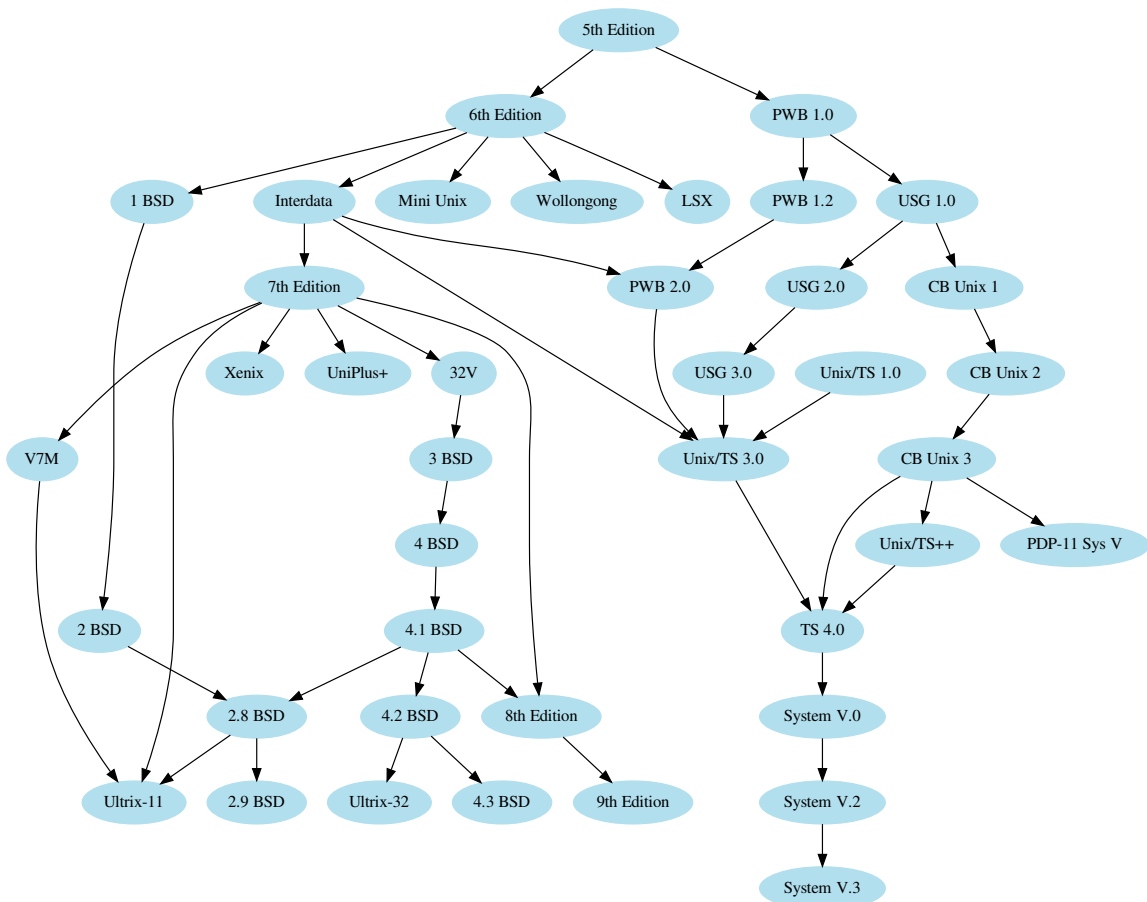 5th Edition
6th Edition
PWB 1.0
1 BSD
Interdata
Mini Unix
Wollongong
LSX
PWB 1.2
USG 1.0
7th Edition
PWB 2.0
USG 2.0
CB Unix 1
Xenix
UniPlus+
32V
USG 3.0
Unix/TS 1.0
CB Unix 2
V7M
3 BSD
Unix/TS 3.0
CB Unix 3
4 BSD
Unix/TS++
PDP-11 Sys V
2 BSD
4.1 BSD
TS 4.0
2.8 BSD
4.2 BSD
8th Edition
System V.0
Ultrix-11
2.9 BSD
Ultrix-32
4.3 BSD
9th Edition
System V.2
System V.3